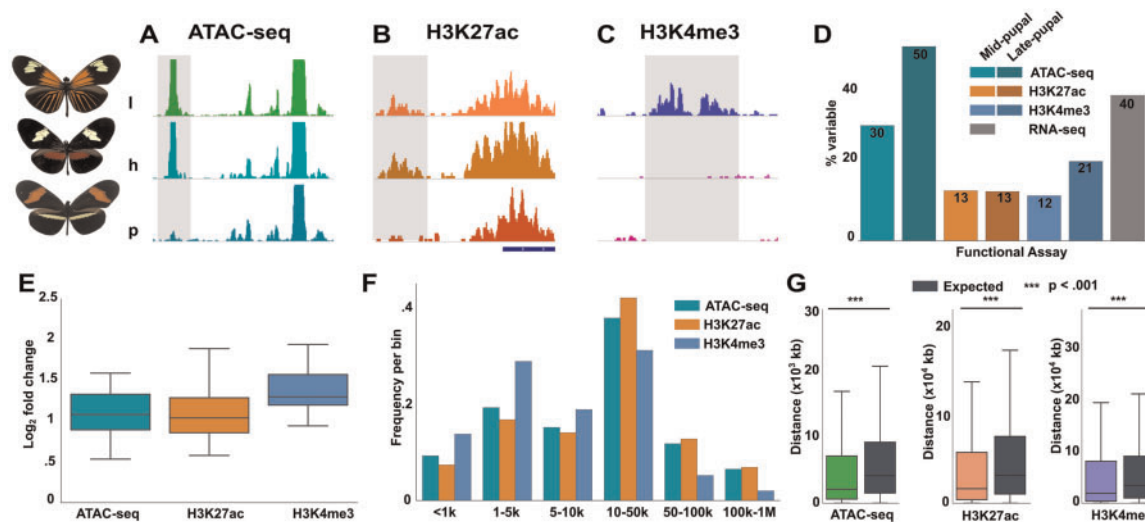 A ATAC-seq
B H3K27ac
C H3K4me3
l
h
p
D
Mid-pupal
Late-pupal
ATAC-seq
H3K27ac
H3K4me3
RNA-seq
% variable
40
20
0
30
50
13
13
12
21
40
Functional Assay
E
Log2 fold change
2.5
2
1.5
1
.5
0
ATAC-seq H3K27ac H3K4me3
F
Frequency per bin
.4
.2
0
ATAC-seq
H3K27ac
H3K4me3
<1k 1-5k 5-10k 10-50k 50-100k 100k-1M
G
Expected *** p < .001
***
Distance (x10³ kb)
30
20
10
0
ATAC-seq
***
Distance (x10⁴ kb)
20
10
0
H3K27ac
***
Distance (x10⁴ kb)
30
20
10
0
H3K4me3